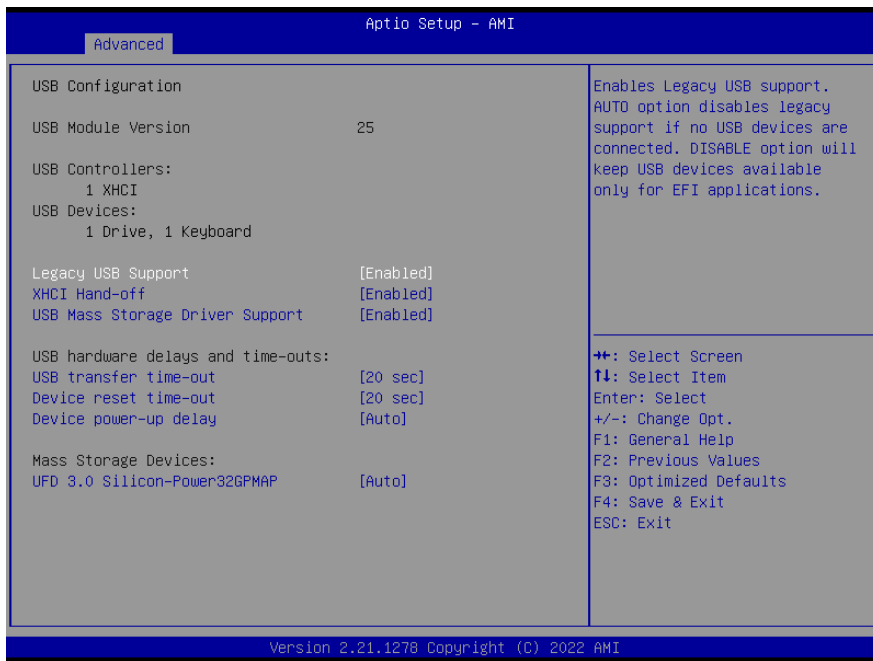 Aptio Setup – AMI
Advanced
USB Configuration
USB Module Version 25
USB Controllers:
1 XHCI
USB Devices:
1 Drive, 1 Keyboard
Legacy USB Support [Enabled]
XHCI Hand-off [Enabled]
USB Mass Storage Driver Support [Enabled]
USB hardware delays and time-outs:
USB transfer time-out [20 sec]
Device reset time-out [20 sec]
Device power-up delay [Auto]
Mass Storage Devices:
UFD 3.0 Silicon-Power32GPMAP [Auto]
Enables Legacy USB support.
AUTO option disables legacy
support if no USB devices are
connected. DISABLE option will
keep USB devices available
only for EFI applications.
→←: Select Screen
↑↓: Select Item
Enter: Select
+/-: Change Opt.
F1: General Help
F2: Previous Values
F3: Optimized Defaults
F4: Save & Exit
ESC: Exit
Version 2.21.1278 Copyright (C) 2022 AMI